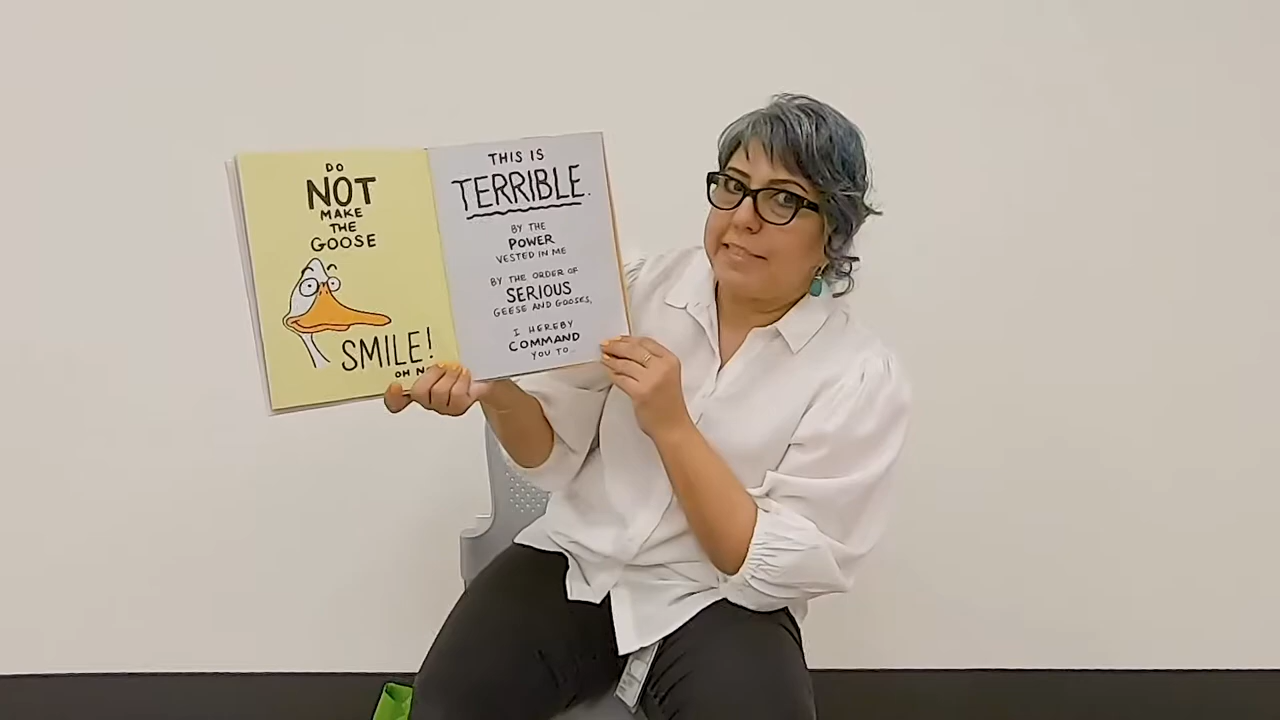 DO
NOT
MAKE
THE
GOOSE
SMILE!
OH
THIS IS
TERRIBLE.
BY THE
POWER
VESTED IN ME
BY THE ORDER OF
SERIOUS
GEESE AND GOOSES,
I HEREBY
COMMAND
YOU TO...